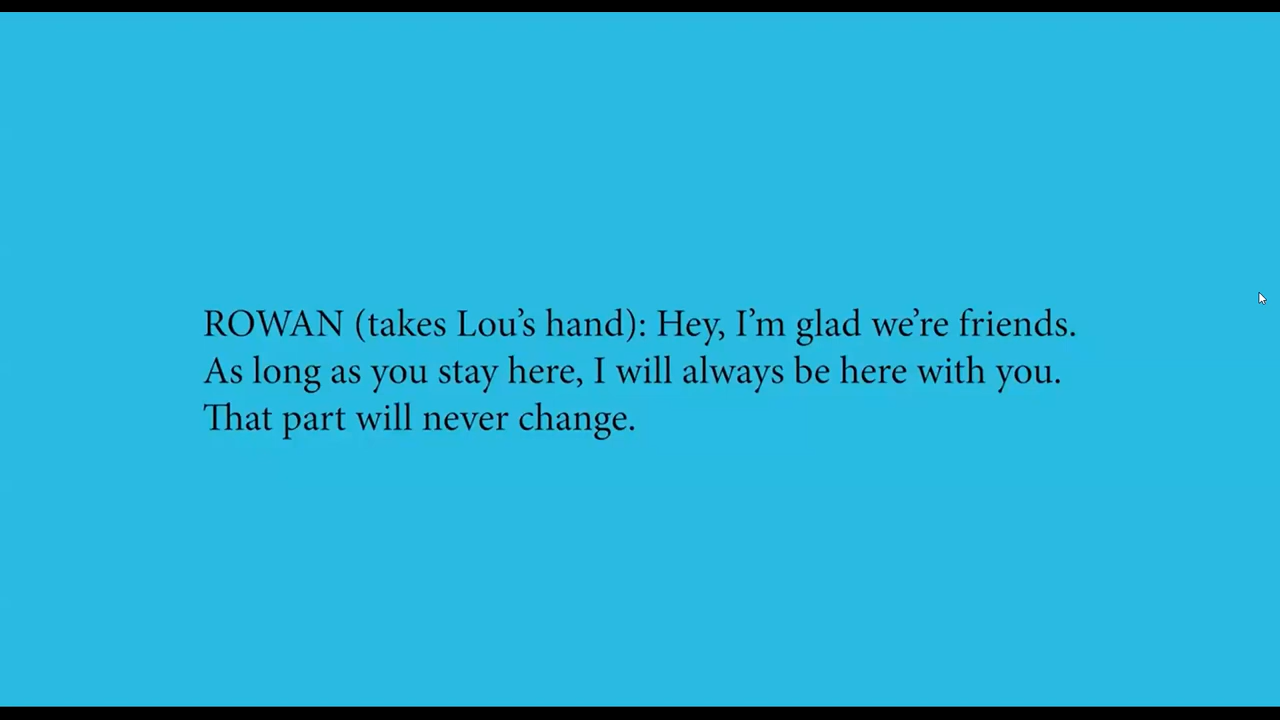 ROWAN (takes Lou’s hand): Hey, I’m glad we’re friends.
As long as you stay here, I will always be here with you.
That part will never change.